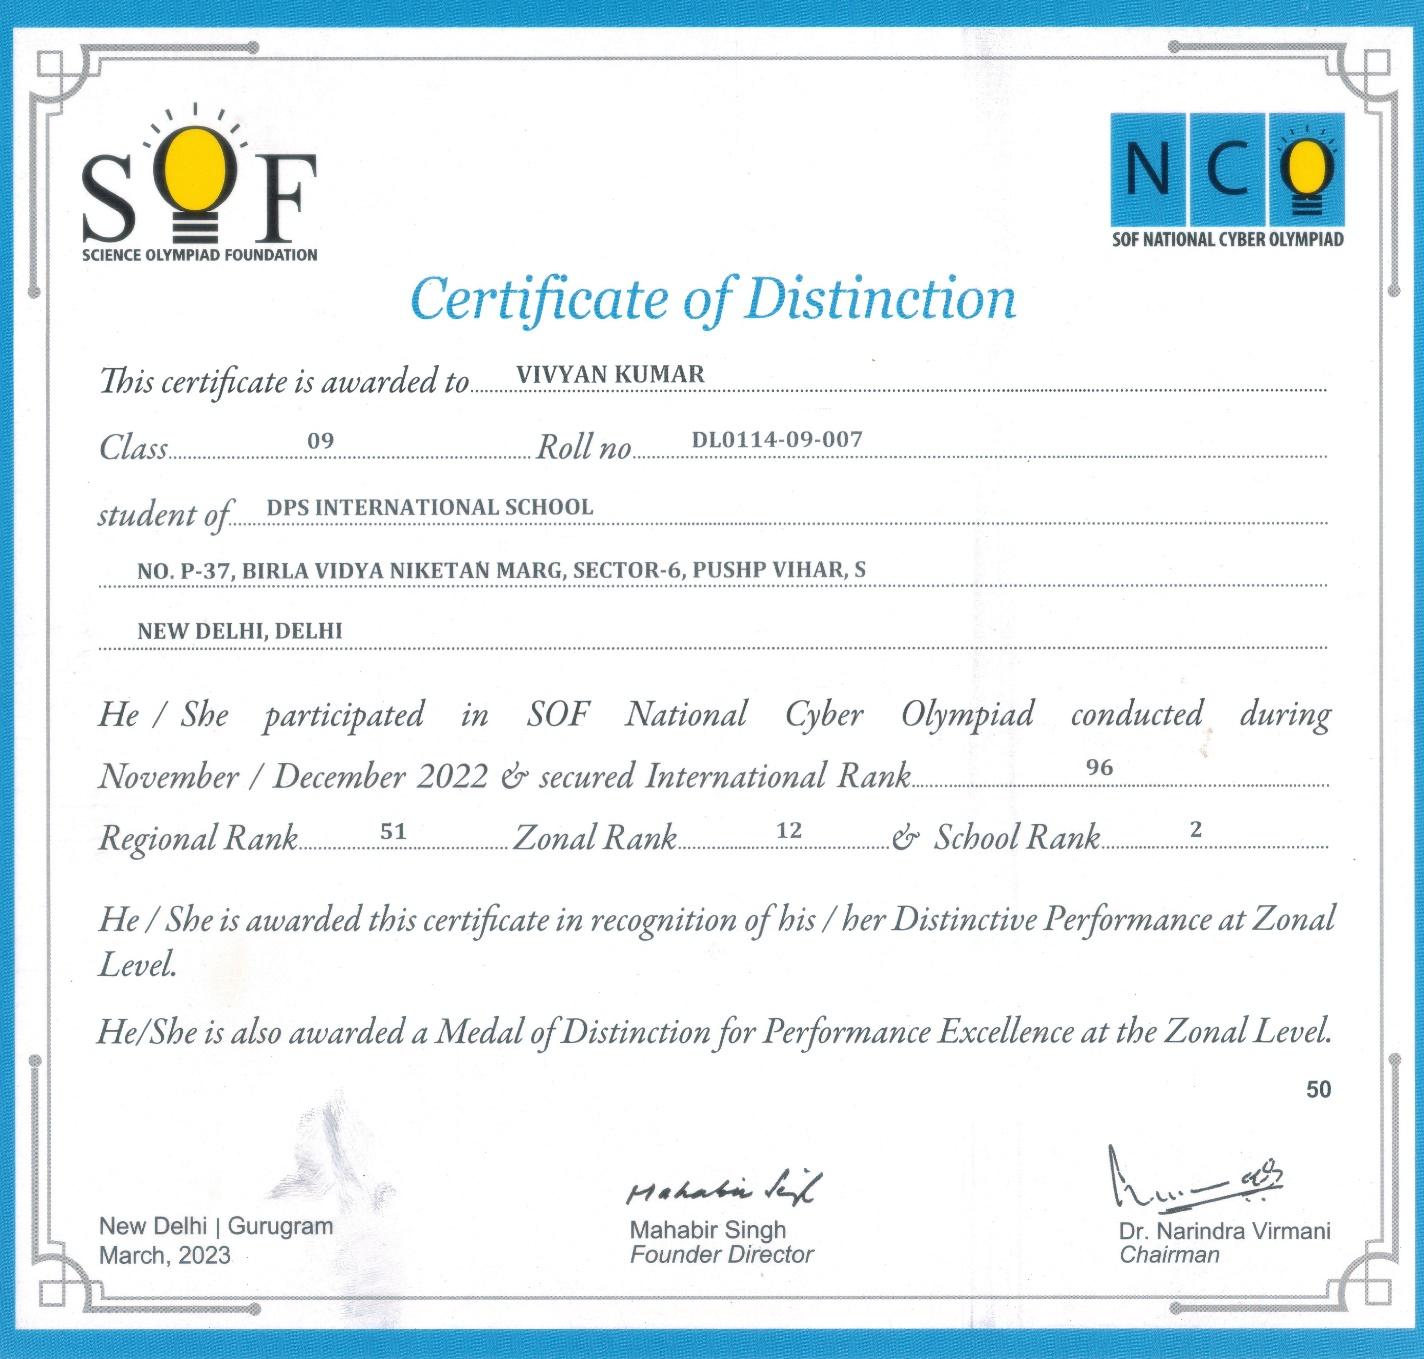 SOF
SCIENCE OLYMPIAD FOUNDATION
NCO
SOF NATIONAL CYBER OLYMPIAD
Certificate of Distinction
This certificate is awarded to VIVYAN KUMAR
Class 09 Roll no DL0114-09-007
student of DPS INTERNATIONAL SCHOOL
NO. P-37, BIRLA VIDYA NIKETAN MARG, SECTOR-6, PUSHP VIHAR, S
NEW DELHI, DELHI
He / She participated in SOF National Cyber Olympiad conducted during
November / December 2022 & secured International Rank 96
Regional Rank 51 Zonal Rank 12 & School Rank 2
He / She is awarded this certificate in recognition of his / her Distinctive Performance at Zonal
Level.
He/She is also awarded a Medal of Distinction for Performance Excellence at the Zonal Level.
50
Mahabir Singh
New Delhi | Gurugram
March, 2023
Mahabir Singh
Founder Director
Dr. Narindra Virmani
Chairman